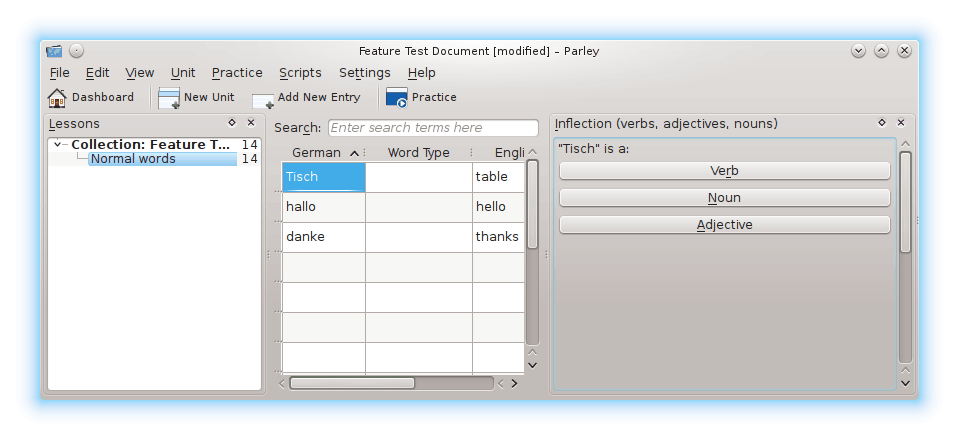 Feature Test Document [modified] – Parley
File Edit View Unit Practice Scripts Settings Help
Dashboard New Unit Add New Entry Practice
Lessons
Collection: Feature T... 14
Normal words 14
Search: Enter search terms here
German Word Type Engli
Tisch table
hallo hello
danke thanks
Inflection (verbs, adjectives, nouns)
"Tisch" is a:
Verb
Noun
Adjective